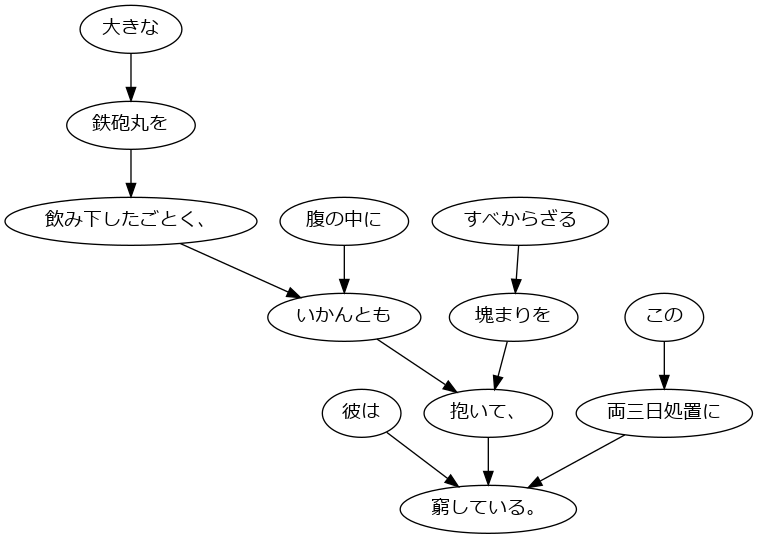 大きな
鉄砲丸を
飲み下したごとく、
腹の中に
すべからざる
いかんとも
塊まりを
この
彼は
抱いて、
両三日処置に
窮している。